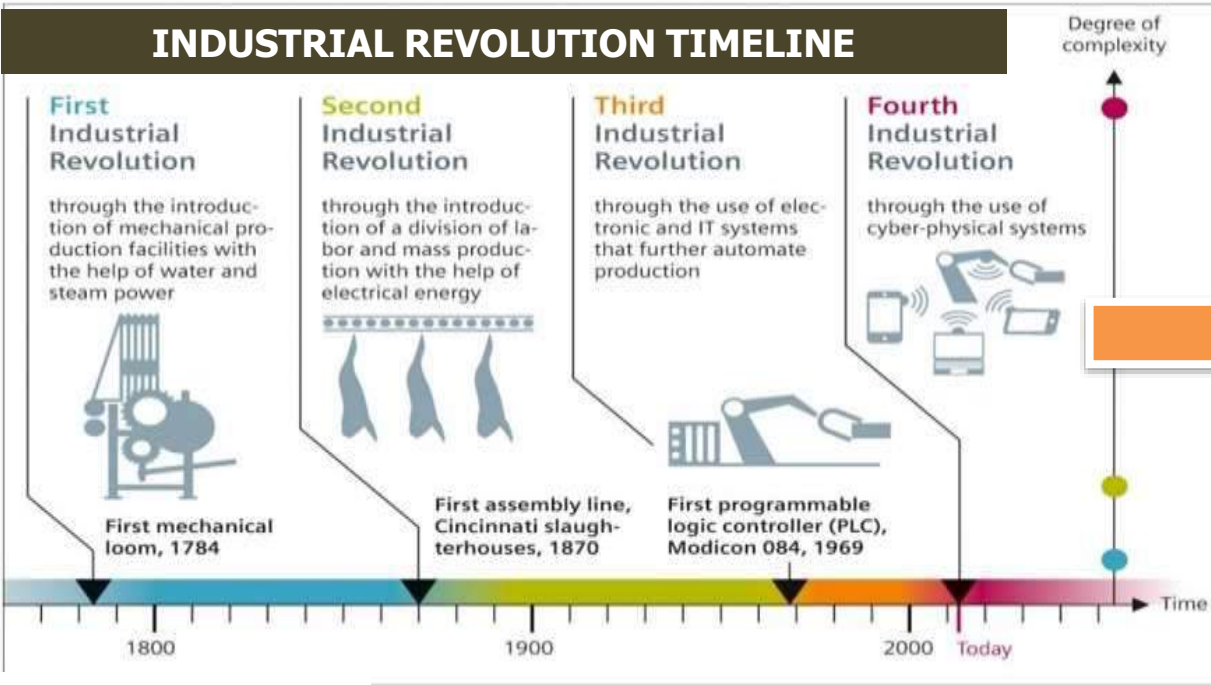 INDUSTRIAL REVOLUTION TIMELINE
Degree of
complexity
First
Industrial
Revolution
through the introduc-
tion of mechanical pro-
duction facilities with
the help of water and
steam power
Second
Industrial
Revolution
through the introduc-
tion of a division of la-
bor and mass produc-
tion with the help of
electrical energy
Third
Industrial
Revolution
through the use of elec-
tronic and IT systems
that further automate
production
Fourth
Industrial
Revolution
through the use of
cyber-physical systems
First mechanical
loom, 1784
First assembly line,
Cincinnati slaugh-
terhouses, 1870
First programmable
logic controller (PLC),
Modicon 084, 1969
Time
1800
1900
2000
Today